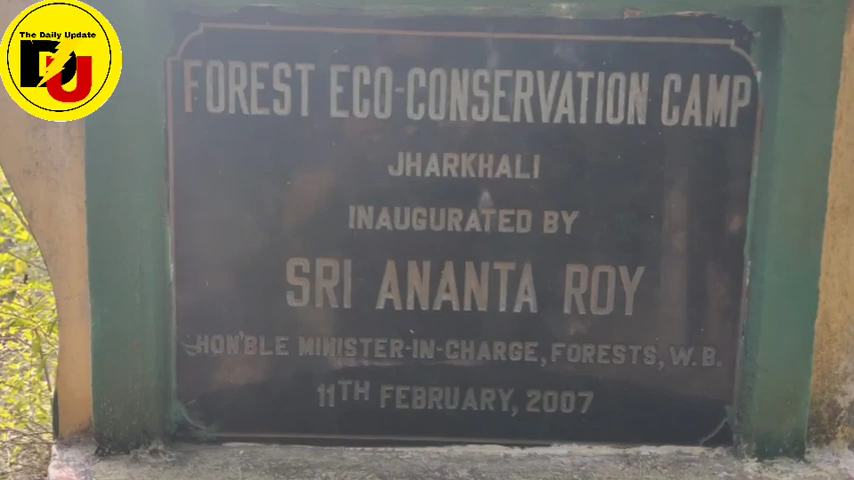 The Daily Update
DU
FOREST ECO-CONSERVATION CAMP
JHARKHALI
INAUGURATED BY
SRI ANANTA ROY
HON'BLE MINISTER-IN-CHARGE, FORESTS, W.B.
11TH FEBRUARY, 2007